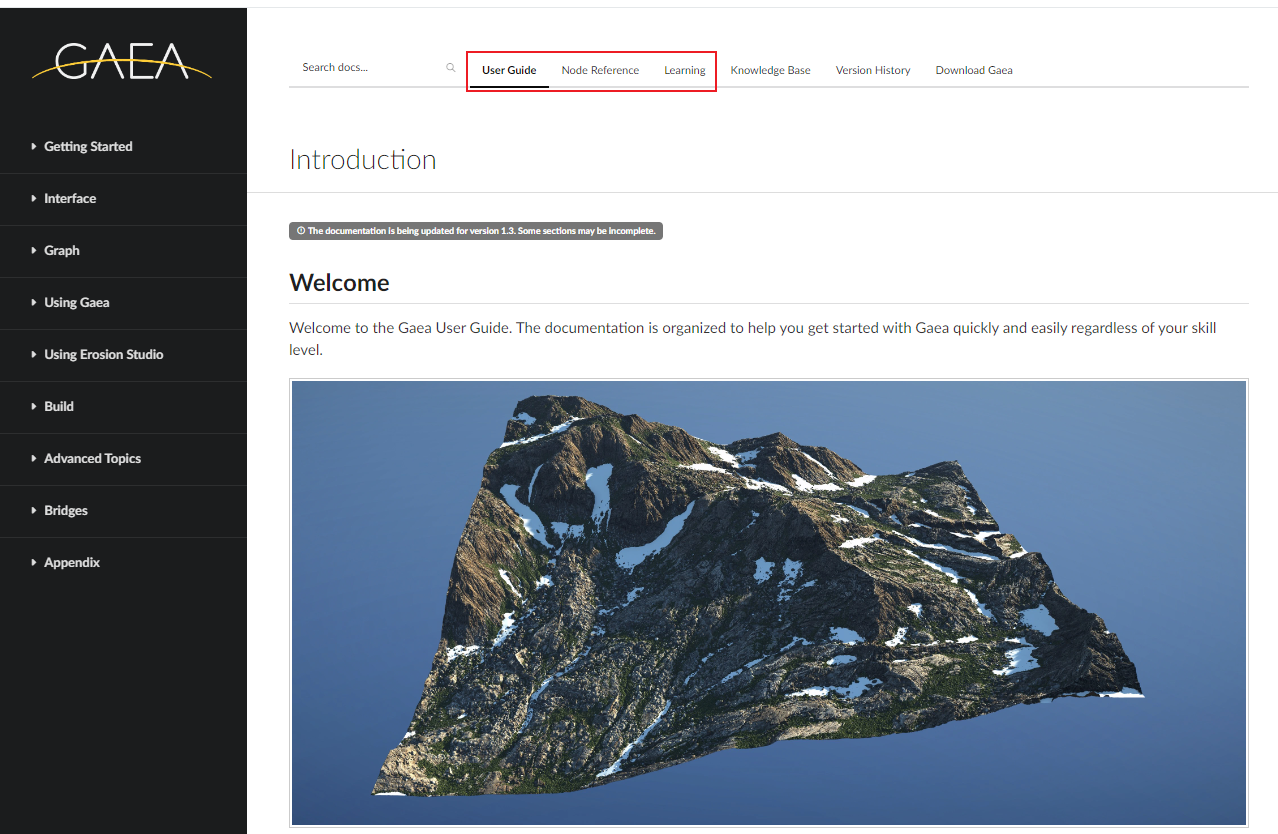 GAEA
Getting Started
Interface
Graph
Using Gaea
Using Erosion Studio
Build
Advanced Topics
Bridges
Appendix
Search docs...
User Guide
Node Reference
Learning
Knowledge Base
Version History
Download Gaea
Introduction
The documentation is being updated for version 1.3. Some sections may be incomplete.
Welcome
Welcome to the Gaea User Guide. The documentation is organized to help you get started with Gaea quickly and easily regardless of your skill
level.